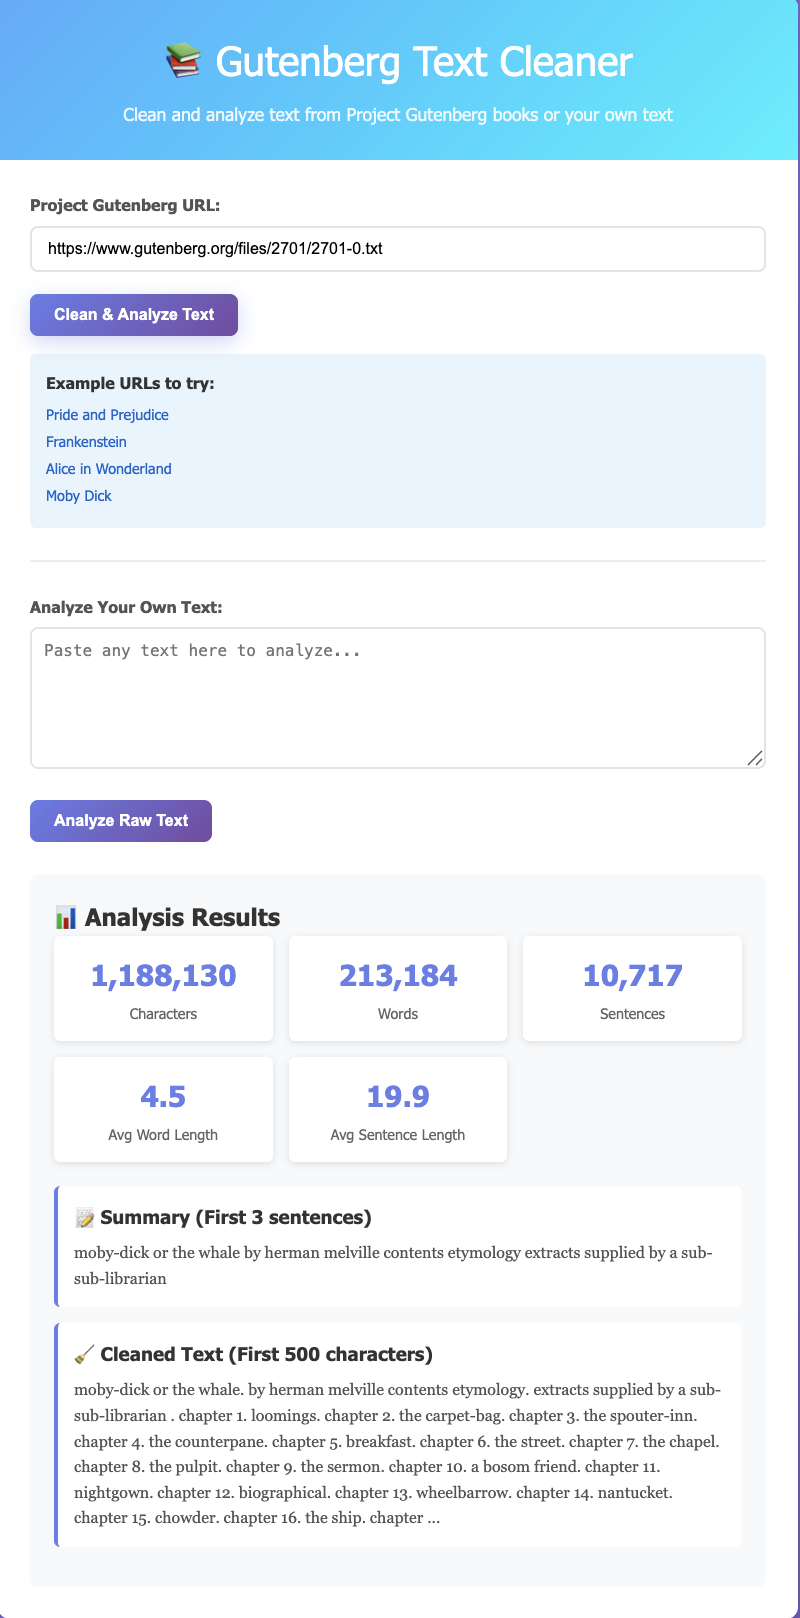 📚 Gutenberg Text Cleaner
Clean and analyze text from Project Gutenberg books or your own text
Project Gutenberg URL:
https://www.gutenberg.org/files/2701/2701-0.txt
Clean & Analyze Text
Example URLs to try:
Pride and Prejudice
Frankenstein
Alice in Wonderland
Moby Dick
Analyze Your Own Text:
Paste any text here to analyze...
Analyze Raw Text
📊 Analysis Results
1,188,130
Characters
213,184
Words
10,717
Sentences
4.5
Avg Word Length
19.9
Avg Sentence Length
📝 Summary (First 3 sentences)
moby-dick or the whale by herman melville contents etymology extracts supplied by a sub-
sub-librarian
🧹 Cleaned Text (First 500 characters)
moby-dick or the whale. by herman melville contents etymology. extracts supplied by a sub-
sub-librarian . chapter 1. loomings. chapter 2. the carpet-bag. chapter 3. the spouter-inn.
chapter 4. the counterpane. chapter 5. breakfast. chapter 6. the street. chapter 7. the chapel.
chapter 8. the pulpit. chapter 9. the sermon. chapter 10. a bosom friend. chapter 11.
nightgown. chapter 12. biographical. chapter 13. wheelbarrow. chapter 14. nantucket.
chapter 15. chowder. chapter 16. the ship. chapter ...